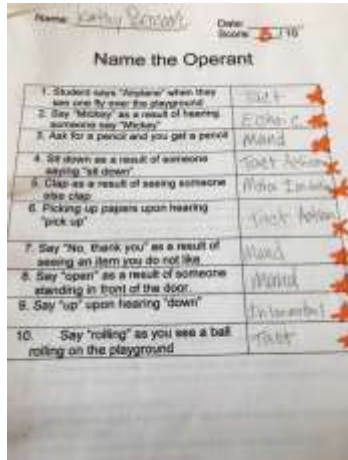 Name: Kathy
Date:
Score: 8 / 10
Name the Operant
1. Student says "Airplane" when they
see one fly over the playground
Tact
2. Say "Mickey" as a result of hearing
someone say "Mickey"
Echoic
3. Ask for a pencil and you get a pencil
Mand
4. Sit down as a result of someone
saying "sit down"
Tact Action
5. Clap as a result of seeing someone
else clap
Motor
6. Picking up papers upon hearing
"pick up"
Tact Action
7. Say "No, thank you" as a result of
seeing an item you do not like
Mand
8. Say "open" as a result of someone
standing in front of the door.
Mand
9. Say "up" upon hearing "down"
10. Say "rolling" as you see a ball
rolling on the playground
Tact